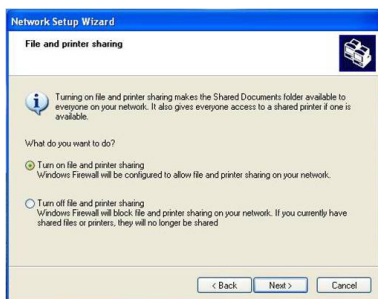 Network Setup Wizard
File and printer sharing
Turning on file and printer sharing makes the Shared Documents folder available to
everyone on your network. It also gives everyone access to a shared printer if one is
available.
What do you want to do?
Turn on file and printer sharing
Windows Firewall will be configured to allow file and printer sharing on your network.
Turn off file and printer sharing
Windows Firewall will block file and printer sharing on your network. If you currently have
shared files or printers, they will no longer be shared
< Back Next > Cancel